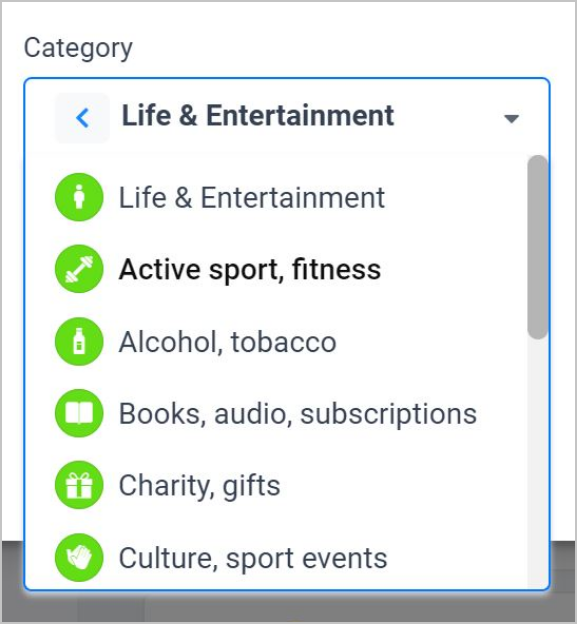 Category
Life & Entertainment
Life & Entertainment
Active sport, fitness
Alcohol, tobacco
Books, audio, subscriptions
Charity, gifts
Culture, sport events